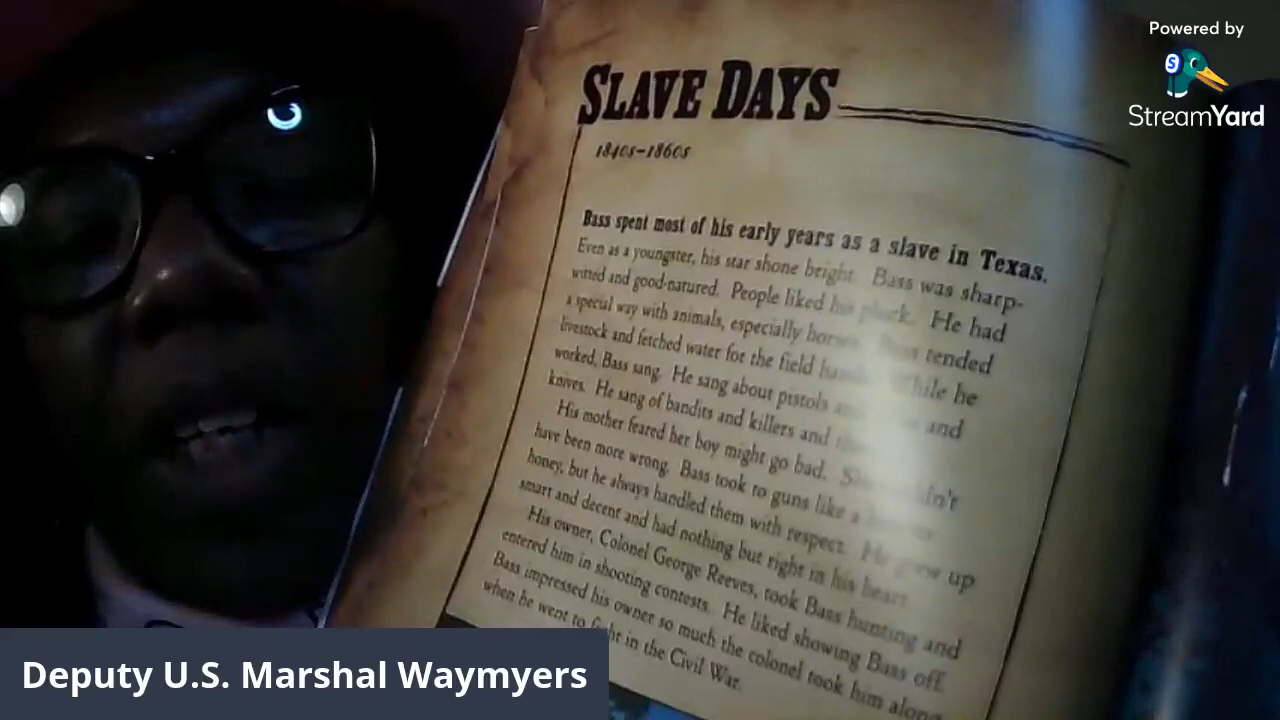 Powered by
StreamYard
SLAVE DAYS
1840s–1860s
Bass spent most of his early years as a slave in Texas.
Even as a youngster, his star shone bright. Bass was sharp-
witted and good-natured. People liked his pluck. He had
a special way with animals, especially tended
livestock and fetched water for the field While he
worked, Bass sang. He sang about pistols and
knives. He sang of bandits and killers and
His mother feared her boy might go bad.
have been more wrong. Bass took to guns like a
honey, but he always handled them with respect. He grew up
smart and decent and had nothing but right in his heart.
His owner, Colonel George Reeves, took Bass hunting and
entered him in shooting contests. He liked showing Bass off.
Bass impressed his owner so much the colonel took him along
when he went to fight in the Civil War.
Deputy U.S. Marshal Waymyers